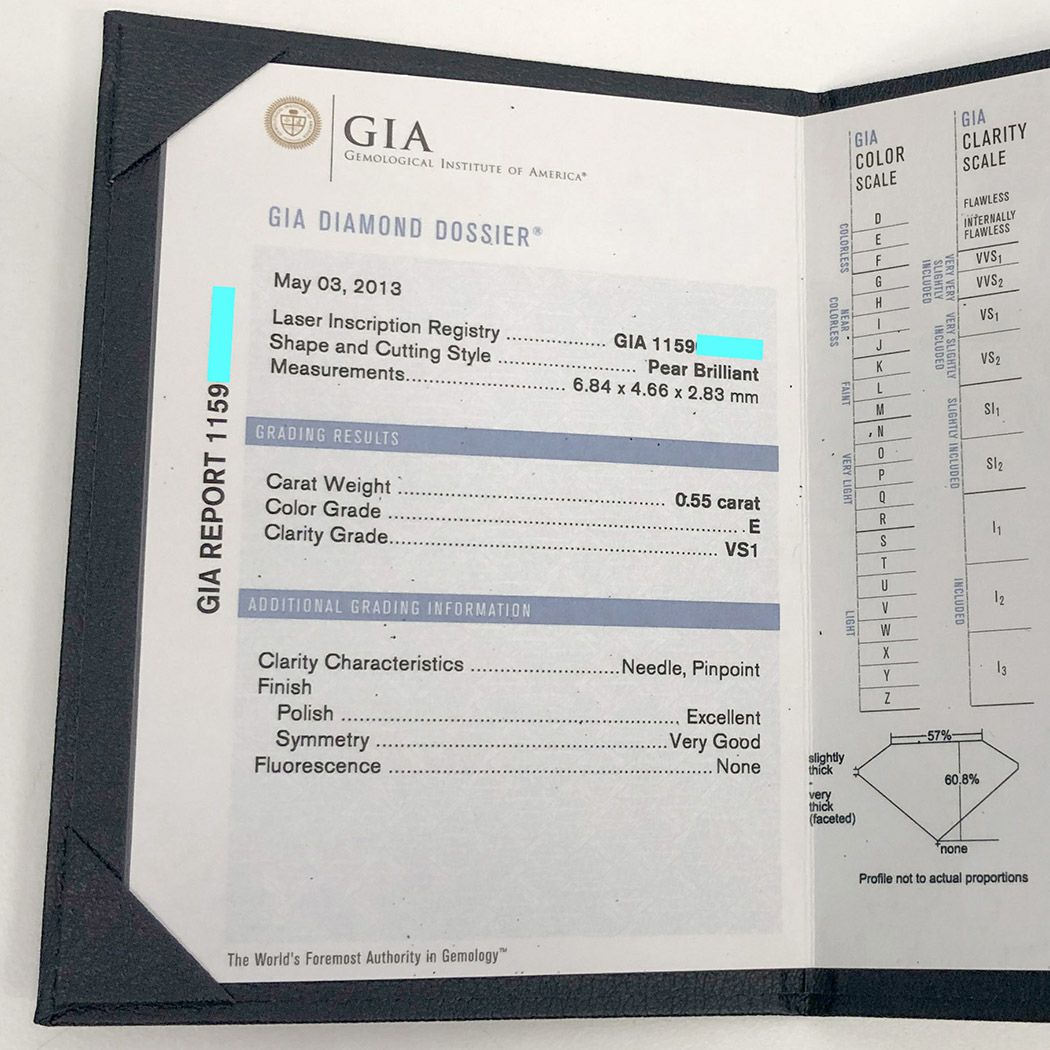 GIA
GEMOLOGICAL INSTITUTE OF AMERICA®
GIA DIAMOND DOSSIER®
May 03, 2013
Laser Inscription Registry .................. GIA 1159
Shape and Cutting Style ......................... Pear Brilliant
Measurements............................. 6.84 x 4.66 x 2.83 mm
GRADING RESULTS
Carat Weight ................................................ 0.55 carat
Color Grade ................................................................ E
Clarity Grade........................................................... VS1
ADDITIONAL GRADING INFORMATION
Clarity Characteristics ..........................Needle, Pinpoint
Finish
Polish ......................................................... Excellent
Symmetry ..................................................Very Good
Fluorescence ....................................................... None
The World's Foremost Authority in Gemology™
GIA REPORT 1159
GIA
COLOR
SCALE
COLORLESS
NEAR
COLORLESS
FAINT
VERY LIGHT
LIGHT
D
E
F
G
H
I
J
K
L
M
N
O
P
Q
R
S
T
U
V
W
X
Y
Z
GIA
CLARITY
SCALE
FLAWLESS
INTERNALLY
FLAWLESS
VERY VERY
SLIGHTLY
INCLUDED
VVS1
VVS2
VERY SLIGHTLY
INCLUDED
VS1
VS2
SLIGHTLY INCLUDED
SI1
SI2
INCLUDED
I1
I2
I3
57%
slightly
thick
-
very
thick
(faceted)
60.8%
none
Profile not to actual proportions